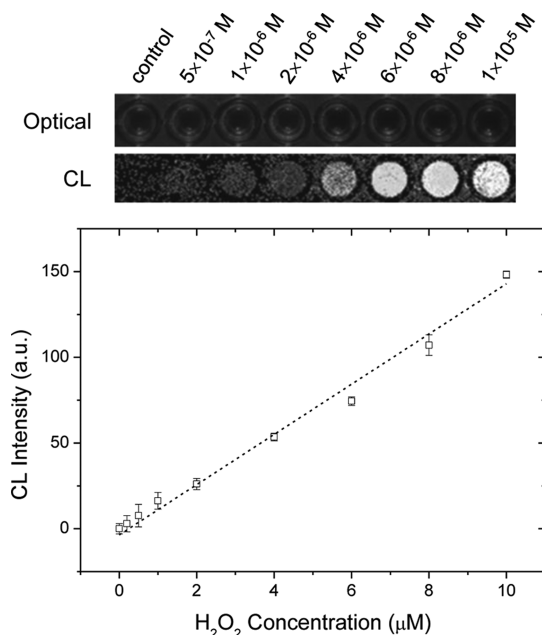 control
5×10⁻⁷ M
1×10⁻⁶ M
2×10⁻⁶ M
4×10⁻⁶ M
6×10⁻⁶ M
8×10⁻⁶ M
1×10⁻⁵ M
Optical
CL
150
100
50
0
CL Intensity (a.u.)
0 2 4 6 8 10
H₂O₂ Concentration (μM)